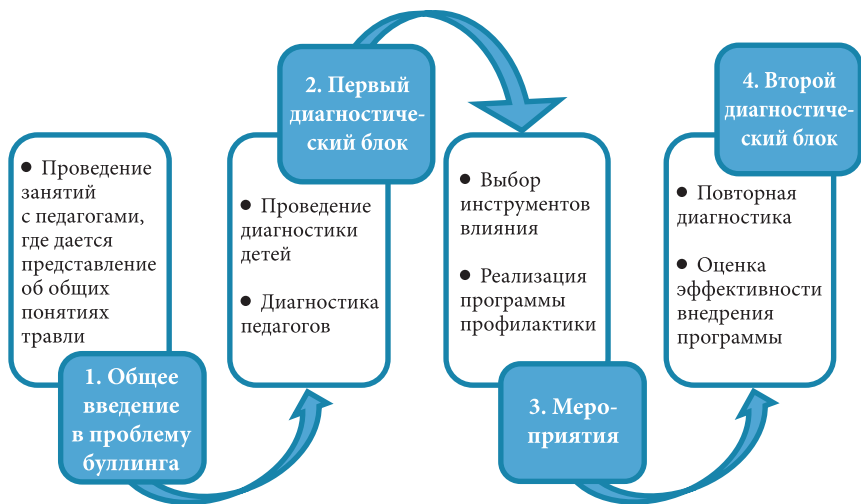 ● Проведение
занятий
с педагогами,
где дается
представление
об общих
понятиях
травли
1. Общее
введение
в проблему
буллинга
2. Первый
диагностиче-
ский блок
● Проведение
диагностики
детей
● Диагностика
педагогов
● Выбор
инструментов
влияния
● Реализация
программы
профилактики
3. Меро-
приятия
4. Второй
диагностиче-
ский блок
● Повторная
диагностика
● Оценка
эффективности
внедрения
программы